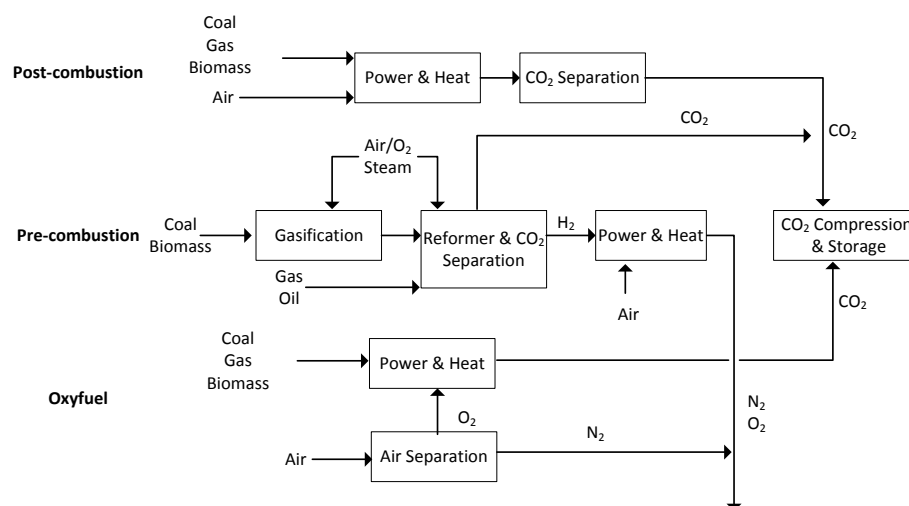 Coal
Gas
Biomass
Post-combustion
Air
Power & Heat
CO₂ Separation
CO₂
CO₂
Air/O₂
Steam
Pre-combustion
Coal
Biomass
Gasification
Reformer & CO₂
Separation
H₂
Power & Heat
CO₂ Compression
& Storage
Gas
Oil
Air
CO₂
Coal
Gas
Biomass
Power & Heat
Oxyfuel
O₂
N₂
N₂
O₂
Air
Air Separation